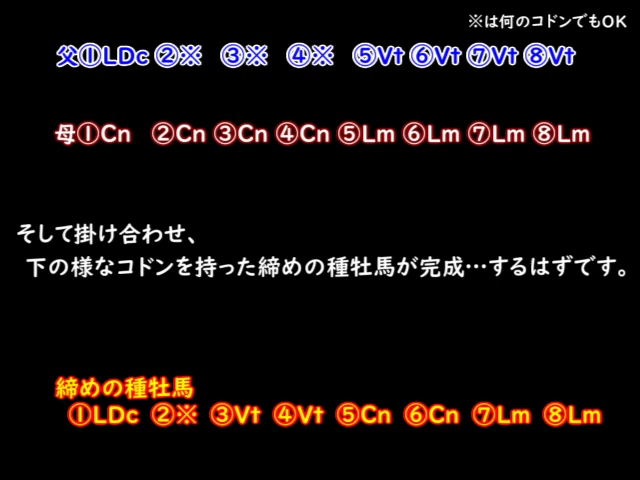 ※は何のコドンでもOK
父①LDc ②※ ③※ ④※ ⑤Vt ⑥Vt ⑦Vt ⑧Vt
母①Cn ②Cn ③Cn ④Cn ⑤Lm ⑥Lm ⑦Lm ⑧Lm
そして掛け合わせ、
下の様なコドンを持った締めの種牡馬が完成…するはずです。
締めの種牡馬
①LDc ②※ ③Vt ④Vt ⑤Cn ⑥Cn ⑦Lm ⑧Lm